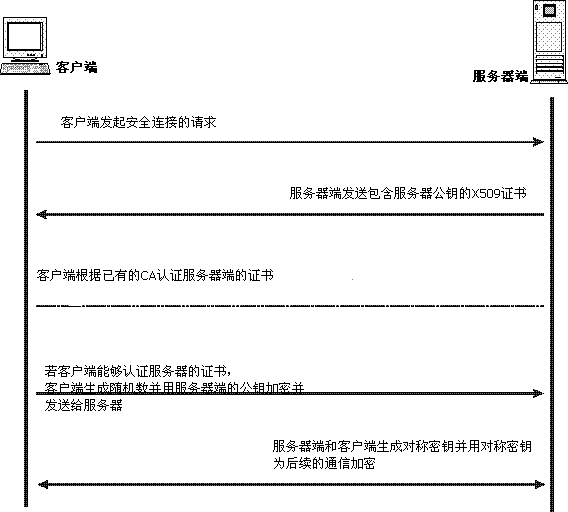 客户端
服务器端
客户端发起安全连接的请求
服务器端发送包含服务器公钥的X509证书
客户端根据已有的CA认证服务器端的证书
若客户端能够认证服务器的证书,
客户端生成随机数并用服务器端的公钥加密并
发送给服务器
服务器端和客户端生成对称密钥并用对称密钥
为后续的通信加密